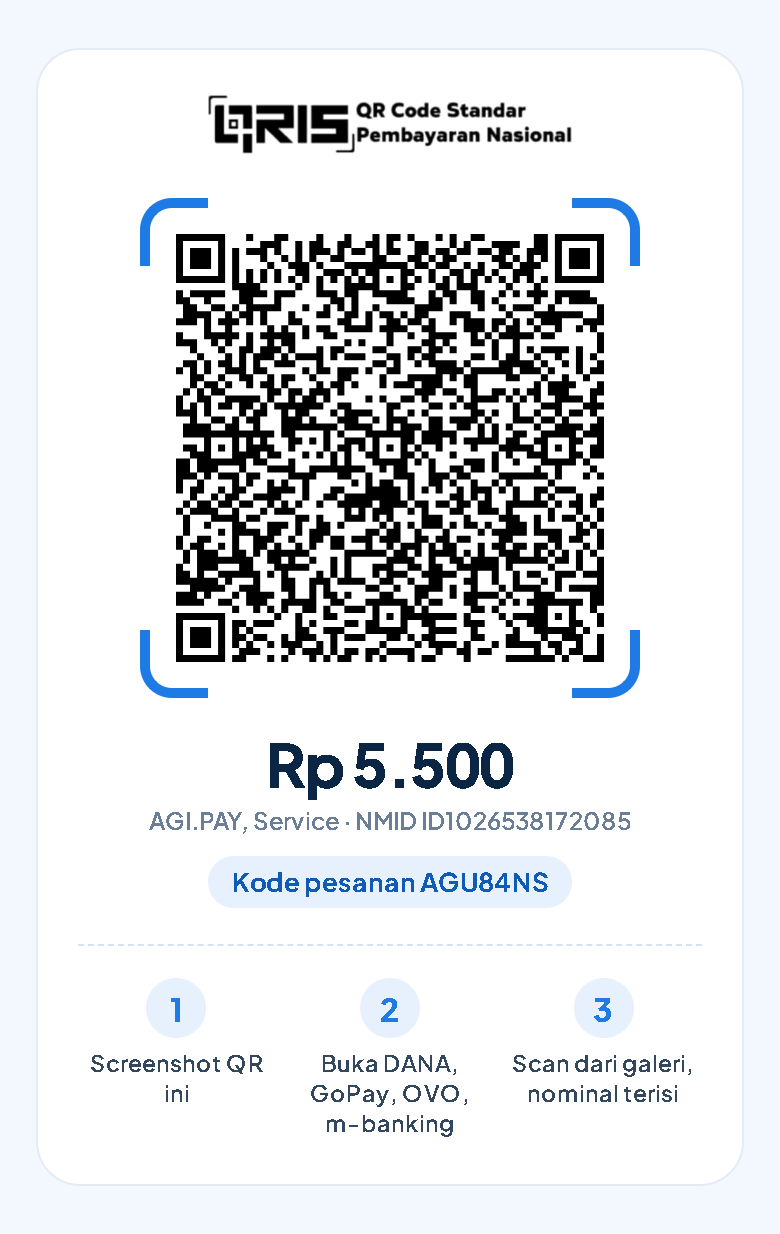 QRIS QR Code Standar
Pembayaran Nasional
Rp 5.500
AGI.PAY, Service · NMID ID1026538172085
Kode pesanan AGU84NS
1
Screenshot QR
ini
2
Buka DANA,
GoPay, OVO,
m-banking
3
Scan dari galeri,
nominal terisi